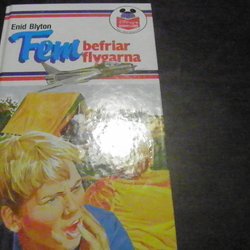 Enid Blyton
Fem befriar
flygarna